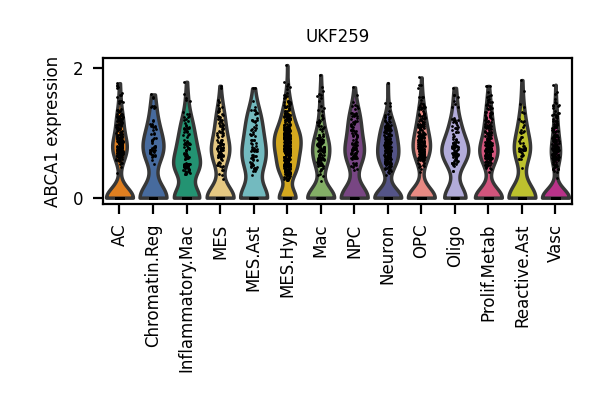 UKF259
ABCA1 expression
2
0
AC
Chromatin.Reg
Inflammatory.Mac
MES
MES.Ast
MES.Hyp
Mac
NPC
Neuron
OPC
Oligo
Prolif.Metab
Reactive.Ast
Vasc